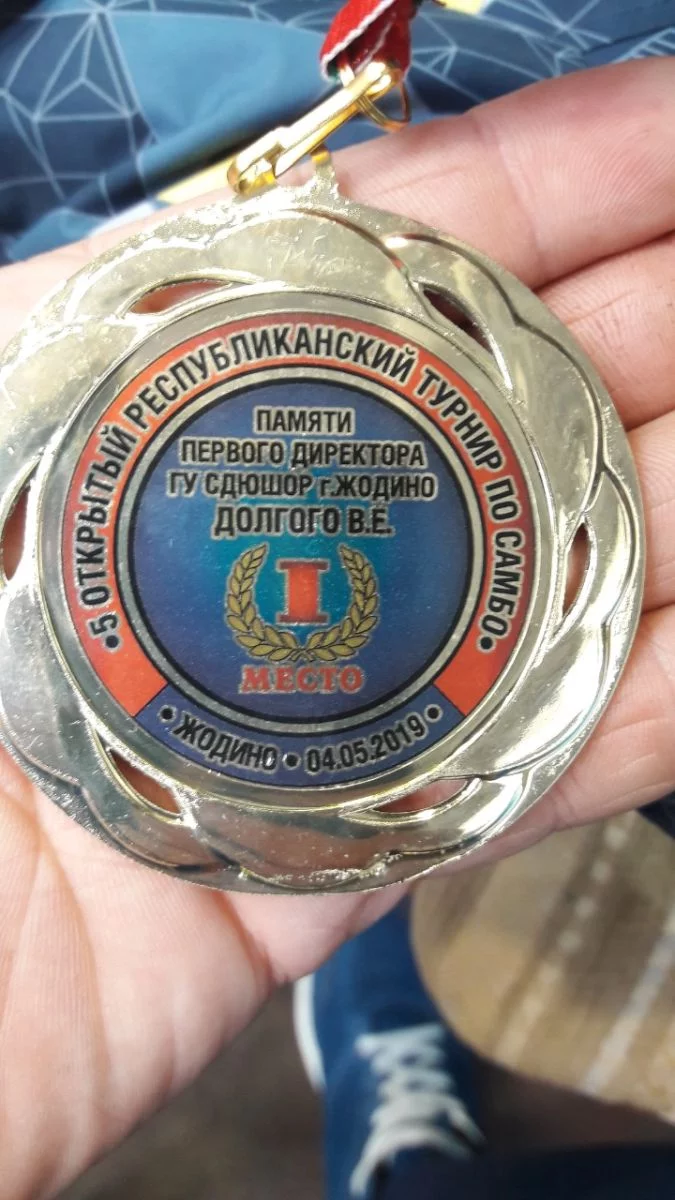 •5 ОТКРЫТЫЙ РЕСПУБЛИКАНСКИЙ ТУРНИР ПО САМБО•
ПАМЯТИ
ПЕРВОГО ДИРЕКТОРА
ГУ СДЮШОР г.ЖОДИНО
ДОЛГОГО В.Е.
I
МЕСТО
• ЖОДИНО • 04.05.2019 •